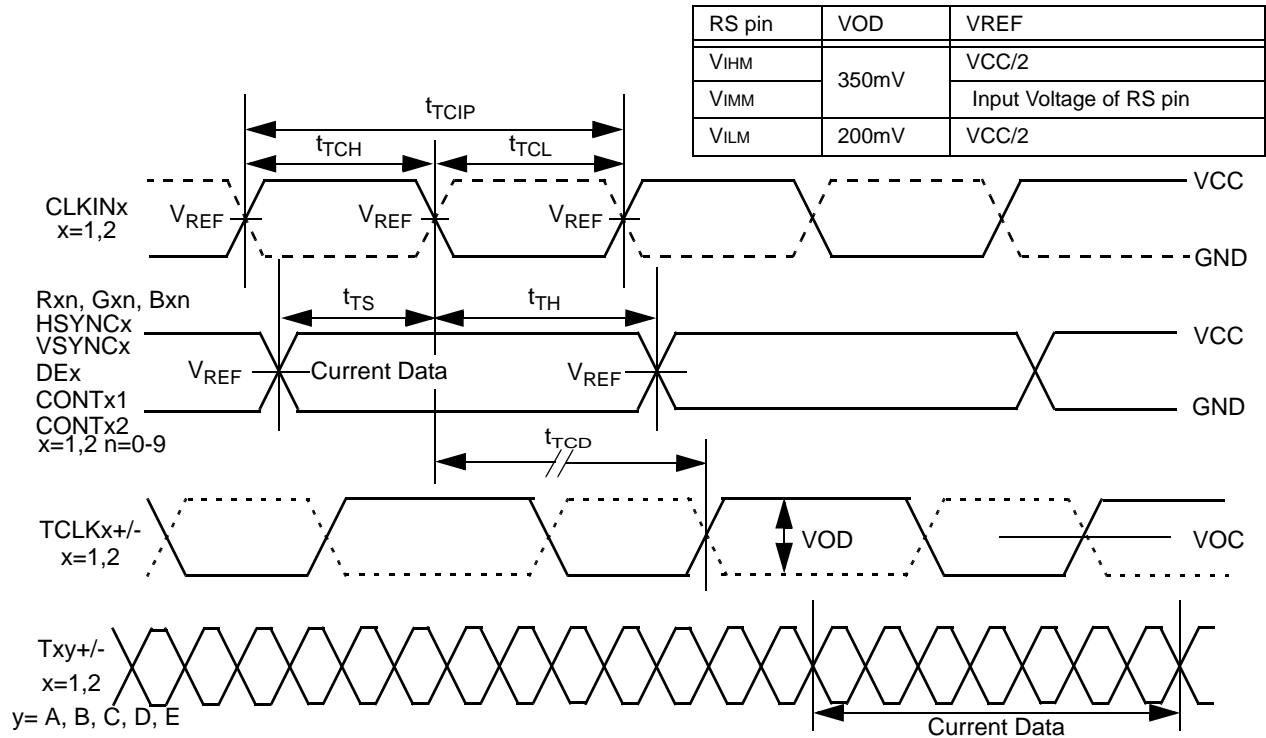 RS pin VOD VREF
VIHM 350mV VCC/2
VIMM Input Voltage of RS pin
VILM 200mV VCC/2
tTCIP
tTCH tTCL
CLKINx
x=1,2
VREF VREF VREF
VCC
GND
Rxn, Gxn, Bxn
HSYNCx
VSYNCx
DEx
CONTx1
CONTx2
x=1,2 n=0-9
tTS tTH
VREF Current Data VREF
VCC
GND
tTCD
TCLKx+/-
x=1,2
VOD VOC
Txy+/-
x=1,2
y= A, B, C, D, E
Current Data